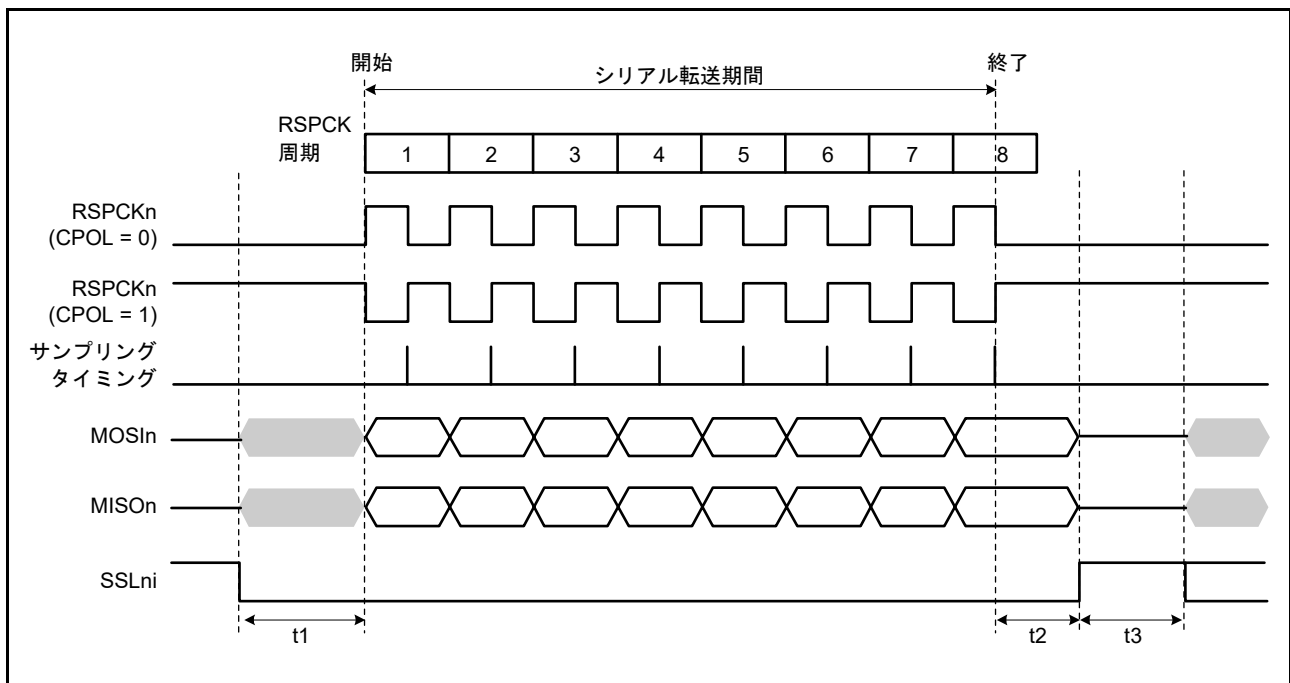 開始
シリアル転送期間
終了
RSPCK
周期
1 2 3 4 5 6 7 8
RSPCKn
(CPOL = 0)
RSPCKn
(CPOL = 1)
サンプリング
タイミング
MOSIn
MISOn
SSLni
t1
t2
t3